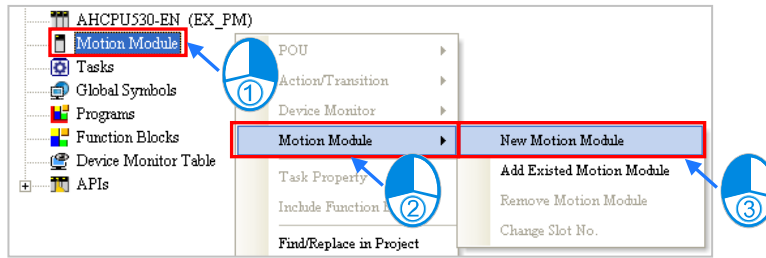 AHCPU530-EN (EX_PM)
Motion Module
Tasks
Global Symbols
Programs
Function Blocks
Device Monitor Table
APIs
POU
Action/Transition
Device Monitor
Motion Module
Task Property
Include Function
Find/Replace in Project
New Motion Module
Add Existed Motion Module
Remove Motion Module
Change Slot No.
1
2
3